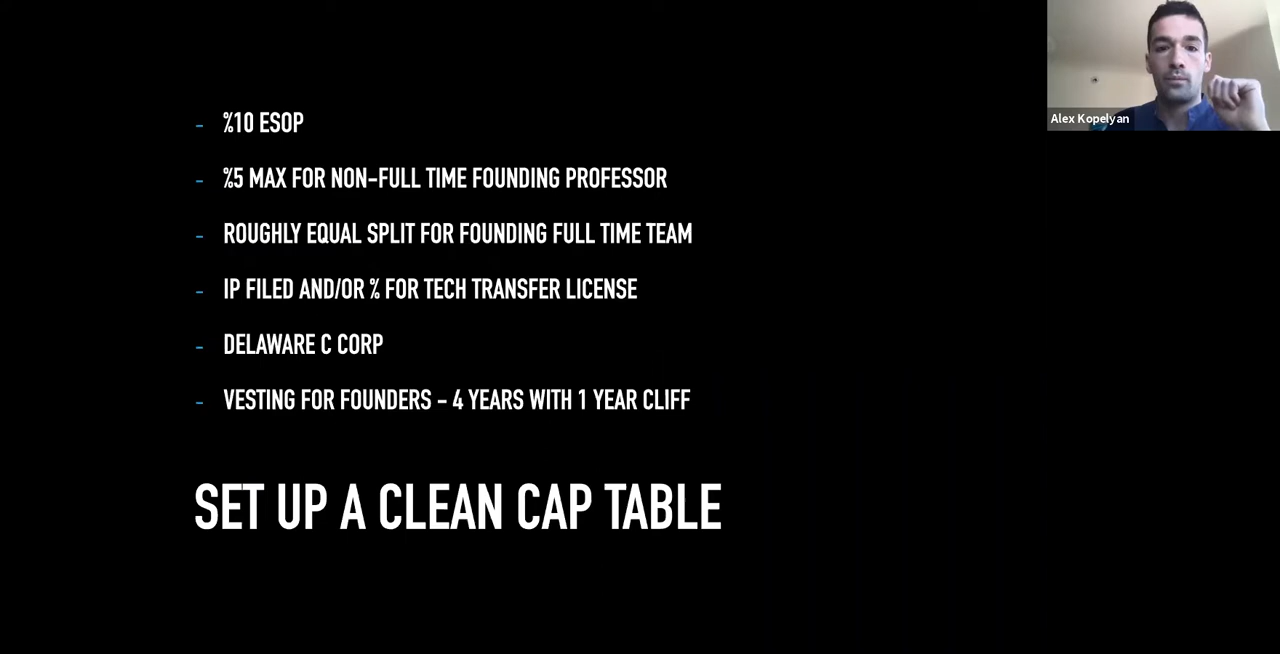 - %10 ESOP
- %5 MAX FOR NON-FULL TIME FOUNDING PROFESSOR
- ROUGHLY EQUAL SPLIT FOR FOUNDING FULL TIME TEAM
- IP FILED AND/OR % FOR TECH TRANSFER LICENSE
- DELAWARE C CORP
- VESTING FOR FOUNDERS - 4 YEARS WITH 1 YEAR CLIFF
SET UP A CLEAN CAP TABLE
Alex Kopelyan